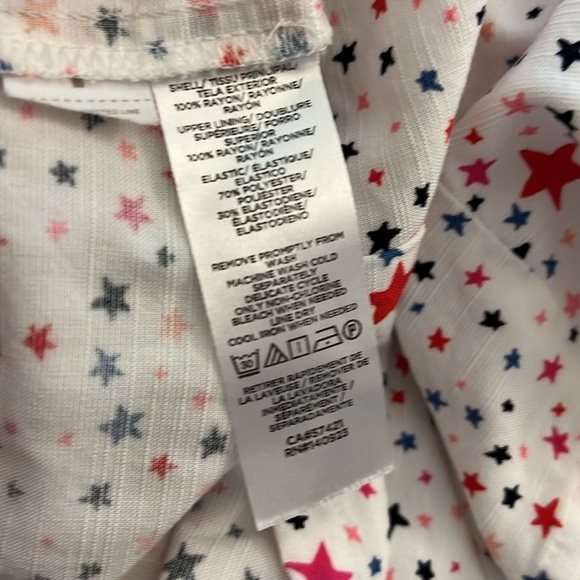 SHELL/ TISSU PRINCIPAL/
TELA EXTERIOR
100% RAYON/ RAYONNE/
RAYÓN
UPPER LINING/ DOUBLURE
SUPÉRIEURE/ FORRO
SUPERIOR
100% RAYON/ RAYONNE/
RAYÓN
ELASTIC/ ÉLASTIQUE/
ELASTICO
70% POLYESTER/
POLIÉSTER
30% ELASTODIENE/
ÉLASTODIÈNE/
ELASTODIENO
REMOVE PROMPTLY FROM
WASH
MACHINE WASH COLD
SEPARATELY
DELICATE CYCLE
ONLY NON-CHLORINE
BLEACH WHEN NEEDED
LINE DRY
COOL IRON WHEN NEEDED
30 F
RETIRER RAPIDEMENT DE
LA LAVEUSE / REMOVER DE
LA LAVADORA
INMEDIATAMENTE/
SÉPARÉMENT /
SEPARADAMENTE/
CA#57421
RN#140923